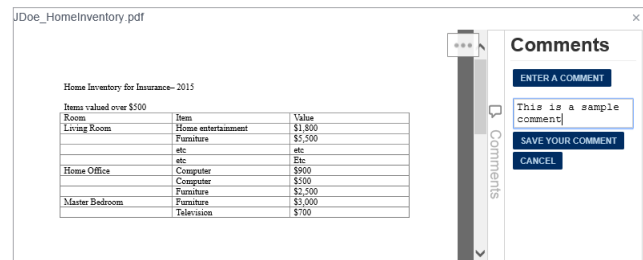 JDoe_HomeInventory.pdf
Home Inventory for Insurance– 2015
Items valued over $500
Room Item Value
Living Room Home entertainment $1,800
Furniture $5,500
etc etc
etc Etc
Home Office Computer $900
Computer $500
Furniture $2,500
Master Bedroom Furniture $3,000
Television $700
Comments
Comments
ENTER A COMMENT
This is a sample
comment
SAVE YOUR COMMENT
CANCEL